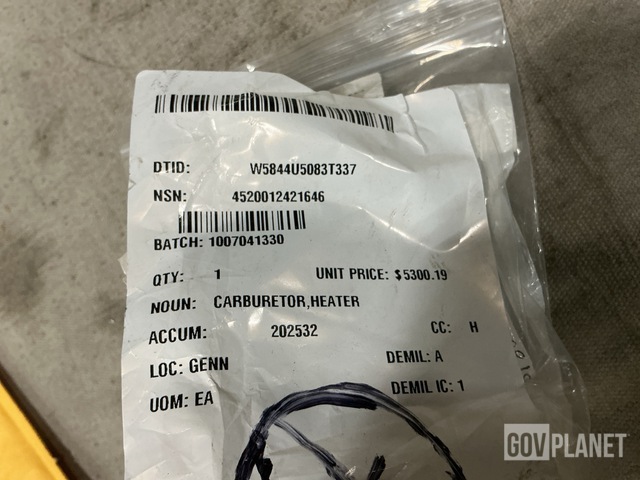 DTID: W5844U5083T337
NSN: 4520012421646
BATCH: 1007041330
QTY: 1 UNIT PRICE: $5300.19
NOUN: CARBURETOR,HEATER
ACCUM: 202532 CC: H
LOC: GENN DEMIL: A
UOM: EA DEMIL IC: 1
GOVPLANET